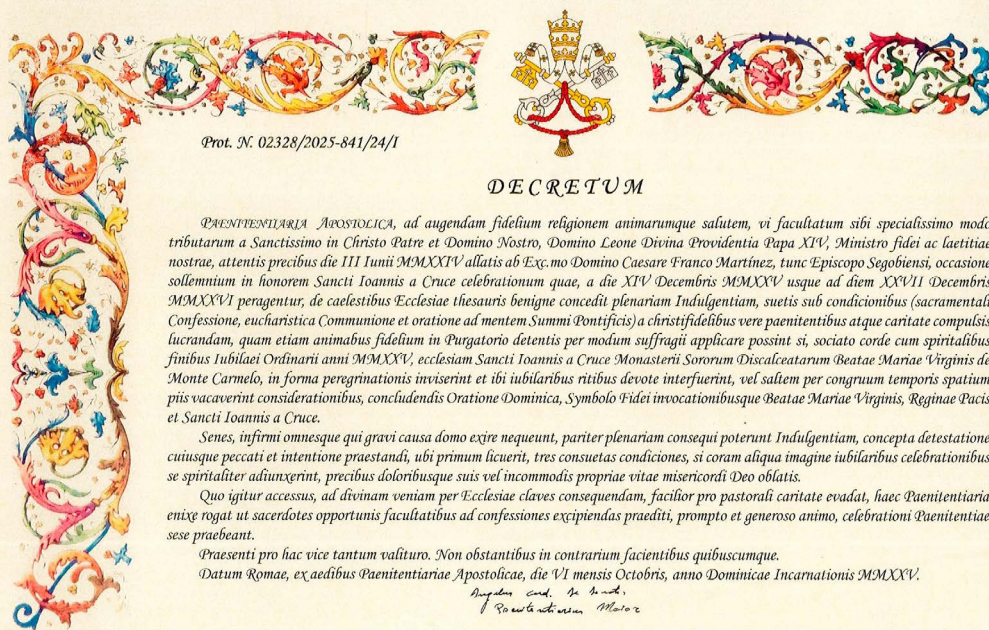 Prot. N. 02328/2025-841/24/I
DECRETUM
PAENITENTIARIA APOSTOLICA, ad augendam fidelium religionem animarumque salutem, vi facultatum sibi specialissimo modo
tributarum a Sanctissimo in Christo Patre et Domino Nostro, Domino Leone Divina Providentia Papa XIV, Ministro fidei ac laetitiae
nostrae, attentis precibus die III Iunii MMXXIV allatis ab Exc.mo Domino Caesare Franco Martínez, tunc Episcopo Segobiensi, occasione
sollemnium in honorem Sancti Ioannis a Cruce celebrationum quae, a die XIV Decembris MMXXV usque ad diem XXVII Decembris
MMXXVI peragentur, de caelestibus Ecclesiae thesauris benigne concedit plenariam Indulgentiam, suetis sub condicionibus (sacramentali
Confessione, eucharistica Communione et oratione ad mentem Summi Pontificis) a christifidelibus vere paenitentibus atque caritate compulsis
lucrandam, quam etiam animabus fidelium in Purgatorio detentis per modum suffragii applicare possint si, sociato corde cum spiritalibus
finibus Iubilaei Ordinarii anni MMXXV, ecclesiam Sancti Ioannis a Cruce Monasterii Sororum Discalceatarum Beatae Mariae Virginis de
Monte Carmelo, in forma peregrinationis inviserint et ibi iubilaribus ritibus devote interfuerint, vel saltem per congruum temporis spatium
piis vacaverint considerationibus, concludendis Oratione Dominica, Symbolo Fidei invocationibusque Beatae Mariae Virginis, Reginae Pacis
et Sancti Ioannis a Cruce.
Senes, infirmi omnesque qui gravi causa domo exire nequeunt, pariter plenariam consequi poterunt Indulgentiam, concepta detestatione
cuiusque peccati et intentione praestandi, ubi primum licuerit, tres consuetas condiciones, si coram aliqua imagine iubilaribus celebrationibus
se spiritaliter adiunxerint, precibus doloribusque suis vel incommodis propriae vitae misericordi Deo oblatis.
Quo igitur accessus, ad divinam veniam per Ecclesiae claves consequendam, facilior pro pastorali caritate evadat, haec Paenitentiaria
enixe rogat ut sacerdotes opportunis facultatibus ad confessiones excipiendas praediti, prompto et generoso animo, celebrationi Paenitentiae
sese praebeant.
Praesenti pro hac vice tantum valituro. Non obstantibus in contrarium facientibus quibuscumque.
Datum Romae, ex aedibus Paenitentiariae Apostolicae, die VI mensis Octobris, anno Dominicae Incarnationis MMXXV.
Angelus card. De Donatis
Paenitentiarius Maior